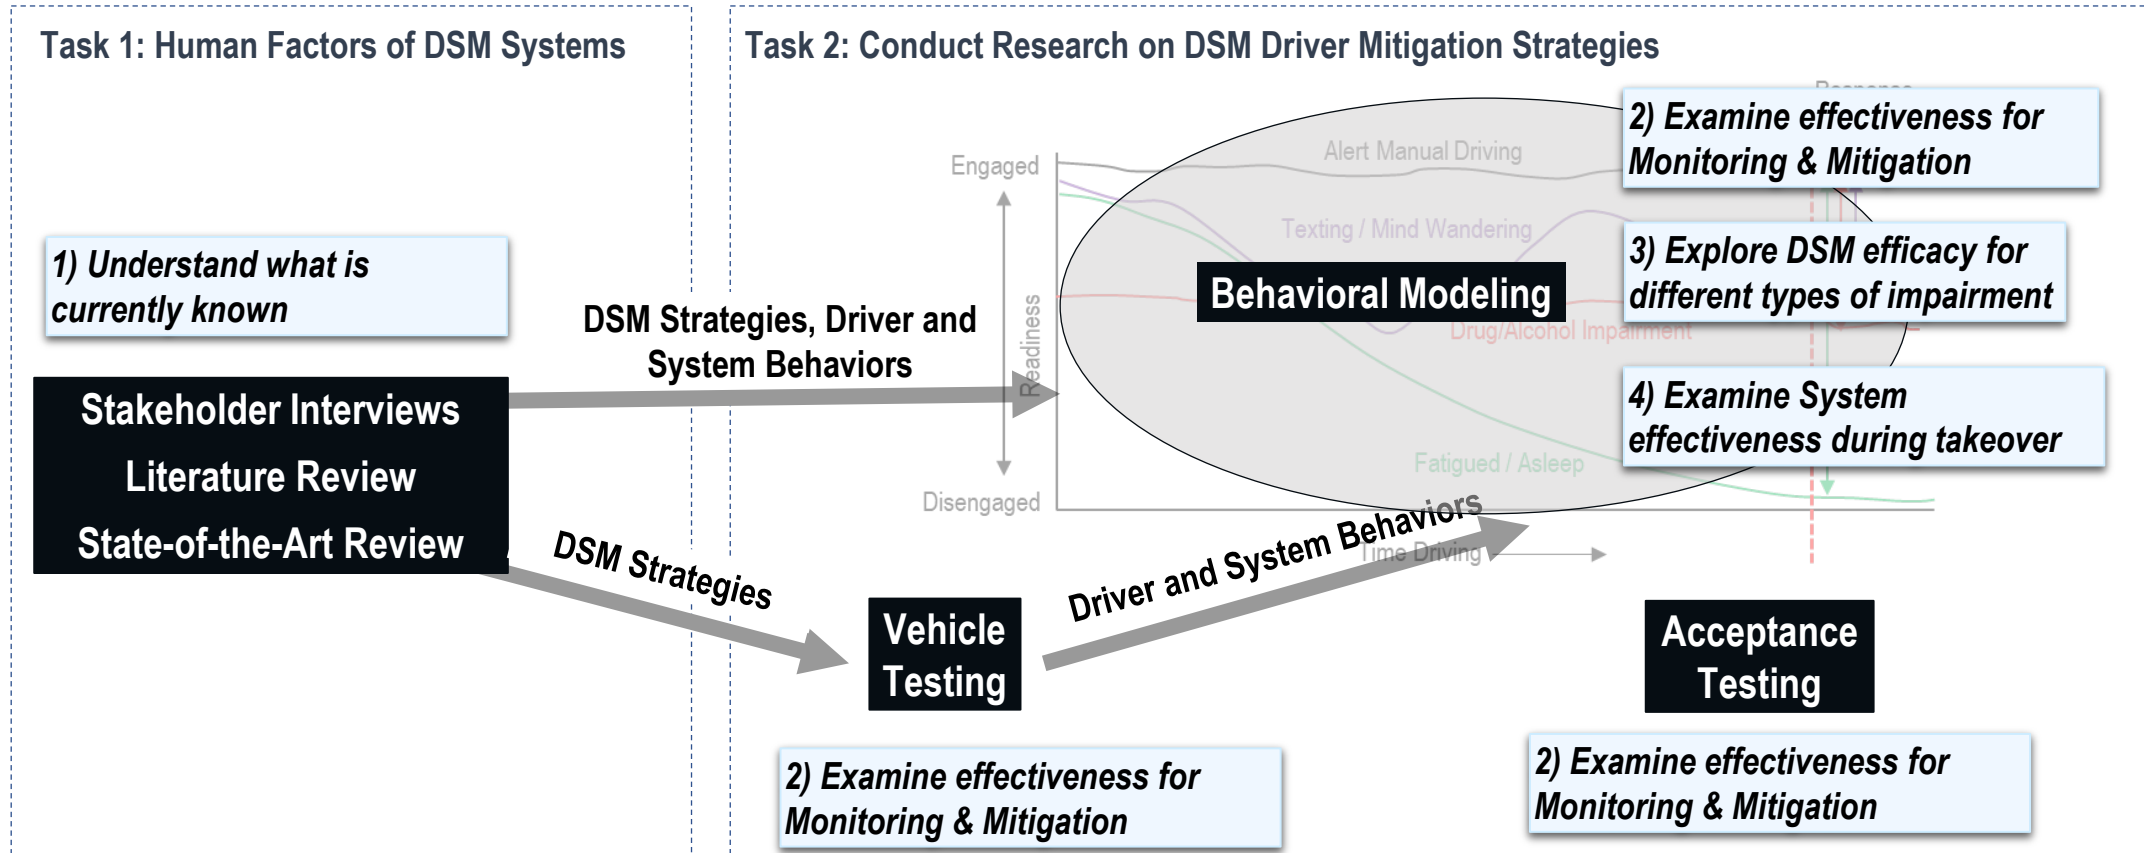 Task 1: Human Factors of DSM Systems
1) Understand what is
currently known
Stakeholder Interviews
Literature Review
State-of-the-Art Review
DSM Strategies, Driver and
System Behaviors
DSM Strategies
Task 2: Conduct Research on DSM Driver Mitigation Strategies
Response
Engaged
Readiness
Disengaged
Alert Manual Driving
Texting / Mind Wandering
Behavioral Modeling
Drug/Alcohol Impairment
Fatigued / Asleep
Time Driving
2) Examine effectiveness for
Monitoring & Mitigation
3) Explore DSM efficacy for
different types of impairment
4) Examine System
effectiveness during takeover
Driver and System Behaviors
Vehicle
Testing
2) Examine effectiveness for
Monitoring & Mitigation
Acceptance
Testing
2) Examine effectiveness for
Monitoring & Mitigation